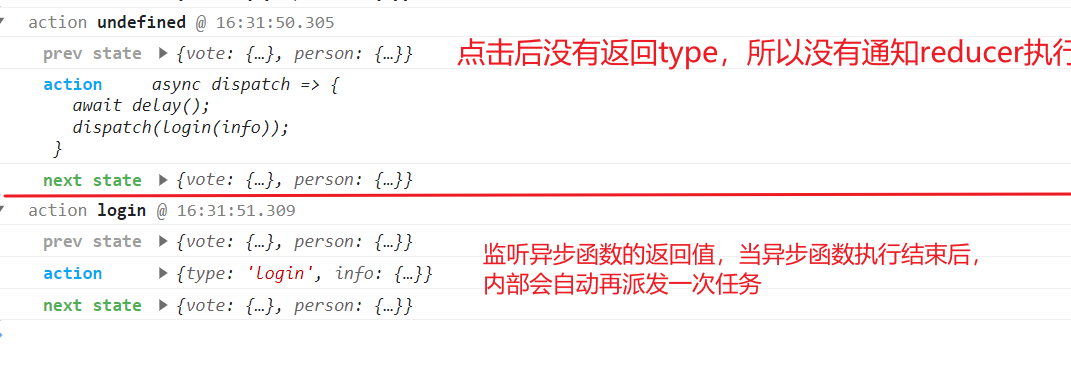 action undefined @ 16:31:50.305
prev state ▶ {vote: {…}, person: {…}}
点击后没有返回type，所以没有通知reducer执行
action async dispatch => {
await delay();
dispatch(login(info));
}
next state ▶ {vote: {…}, person: {…}}
action login @ 16:31:51.309
prev state ▶ {vote: {…}, person: {…}}
监听异步函数的返回值，当异步函数执行结束后，
action ▶ {type: 'login', info: {…}}
内部会自动再派发一次任务
next state ▶ {vote: {…}, person: {…}}